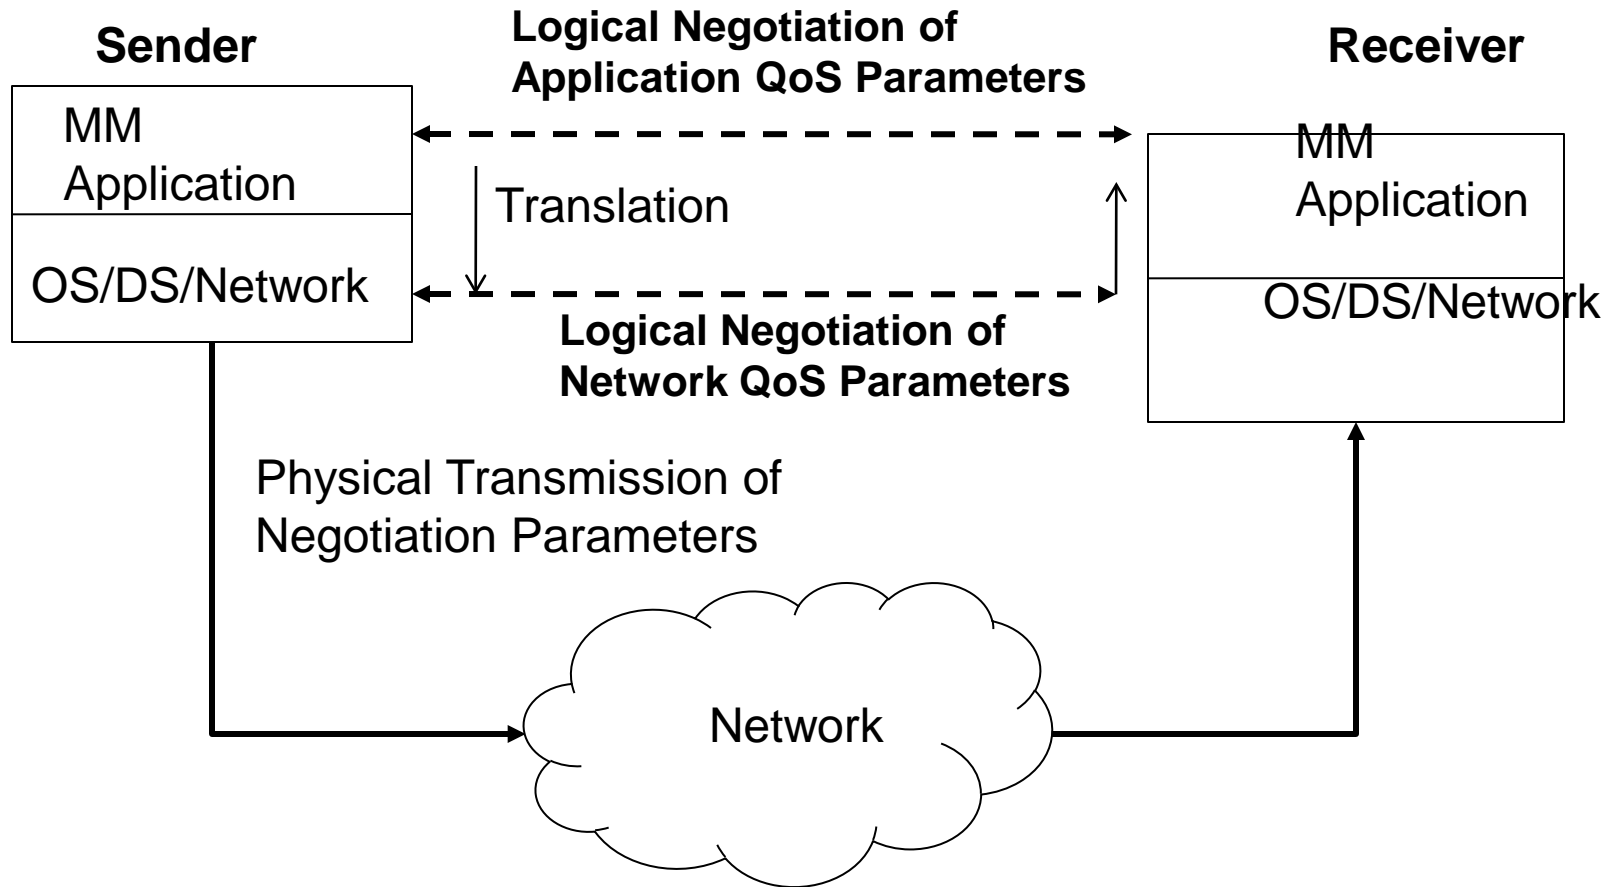 Sender
Logical Negotiation of
Application QoS Parameters
Receiver
MM
Application
MM
Application
Translation
OS/DS/Network
OS/DS/Network
Logical Negotiation of
Network QoS Parameters
Physical Transmission of
Negotiation Parameters
Network